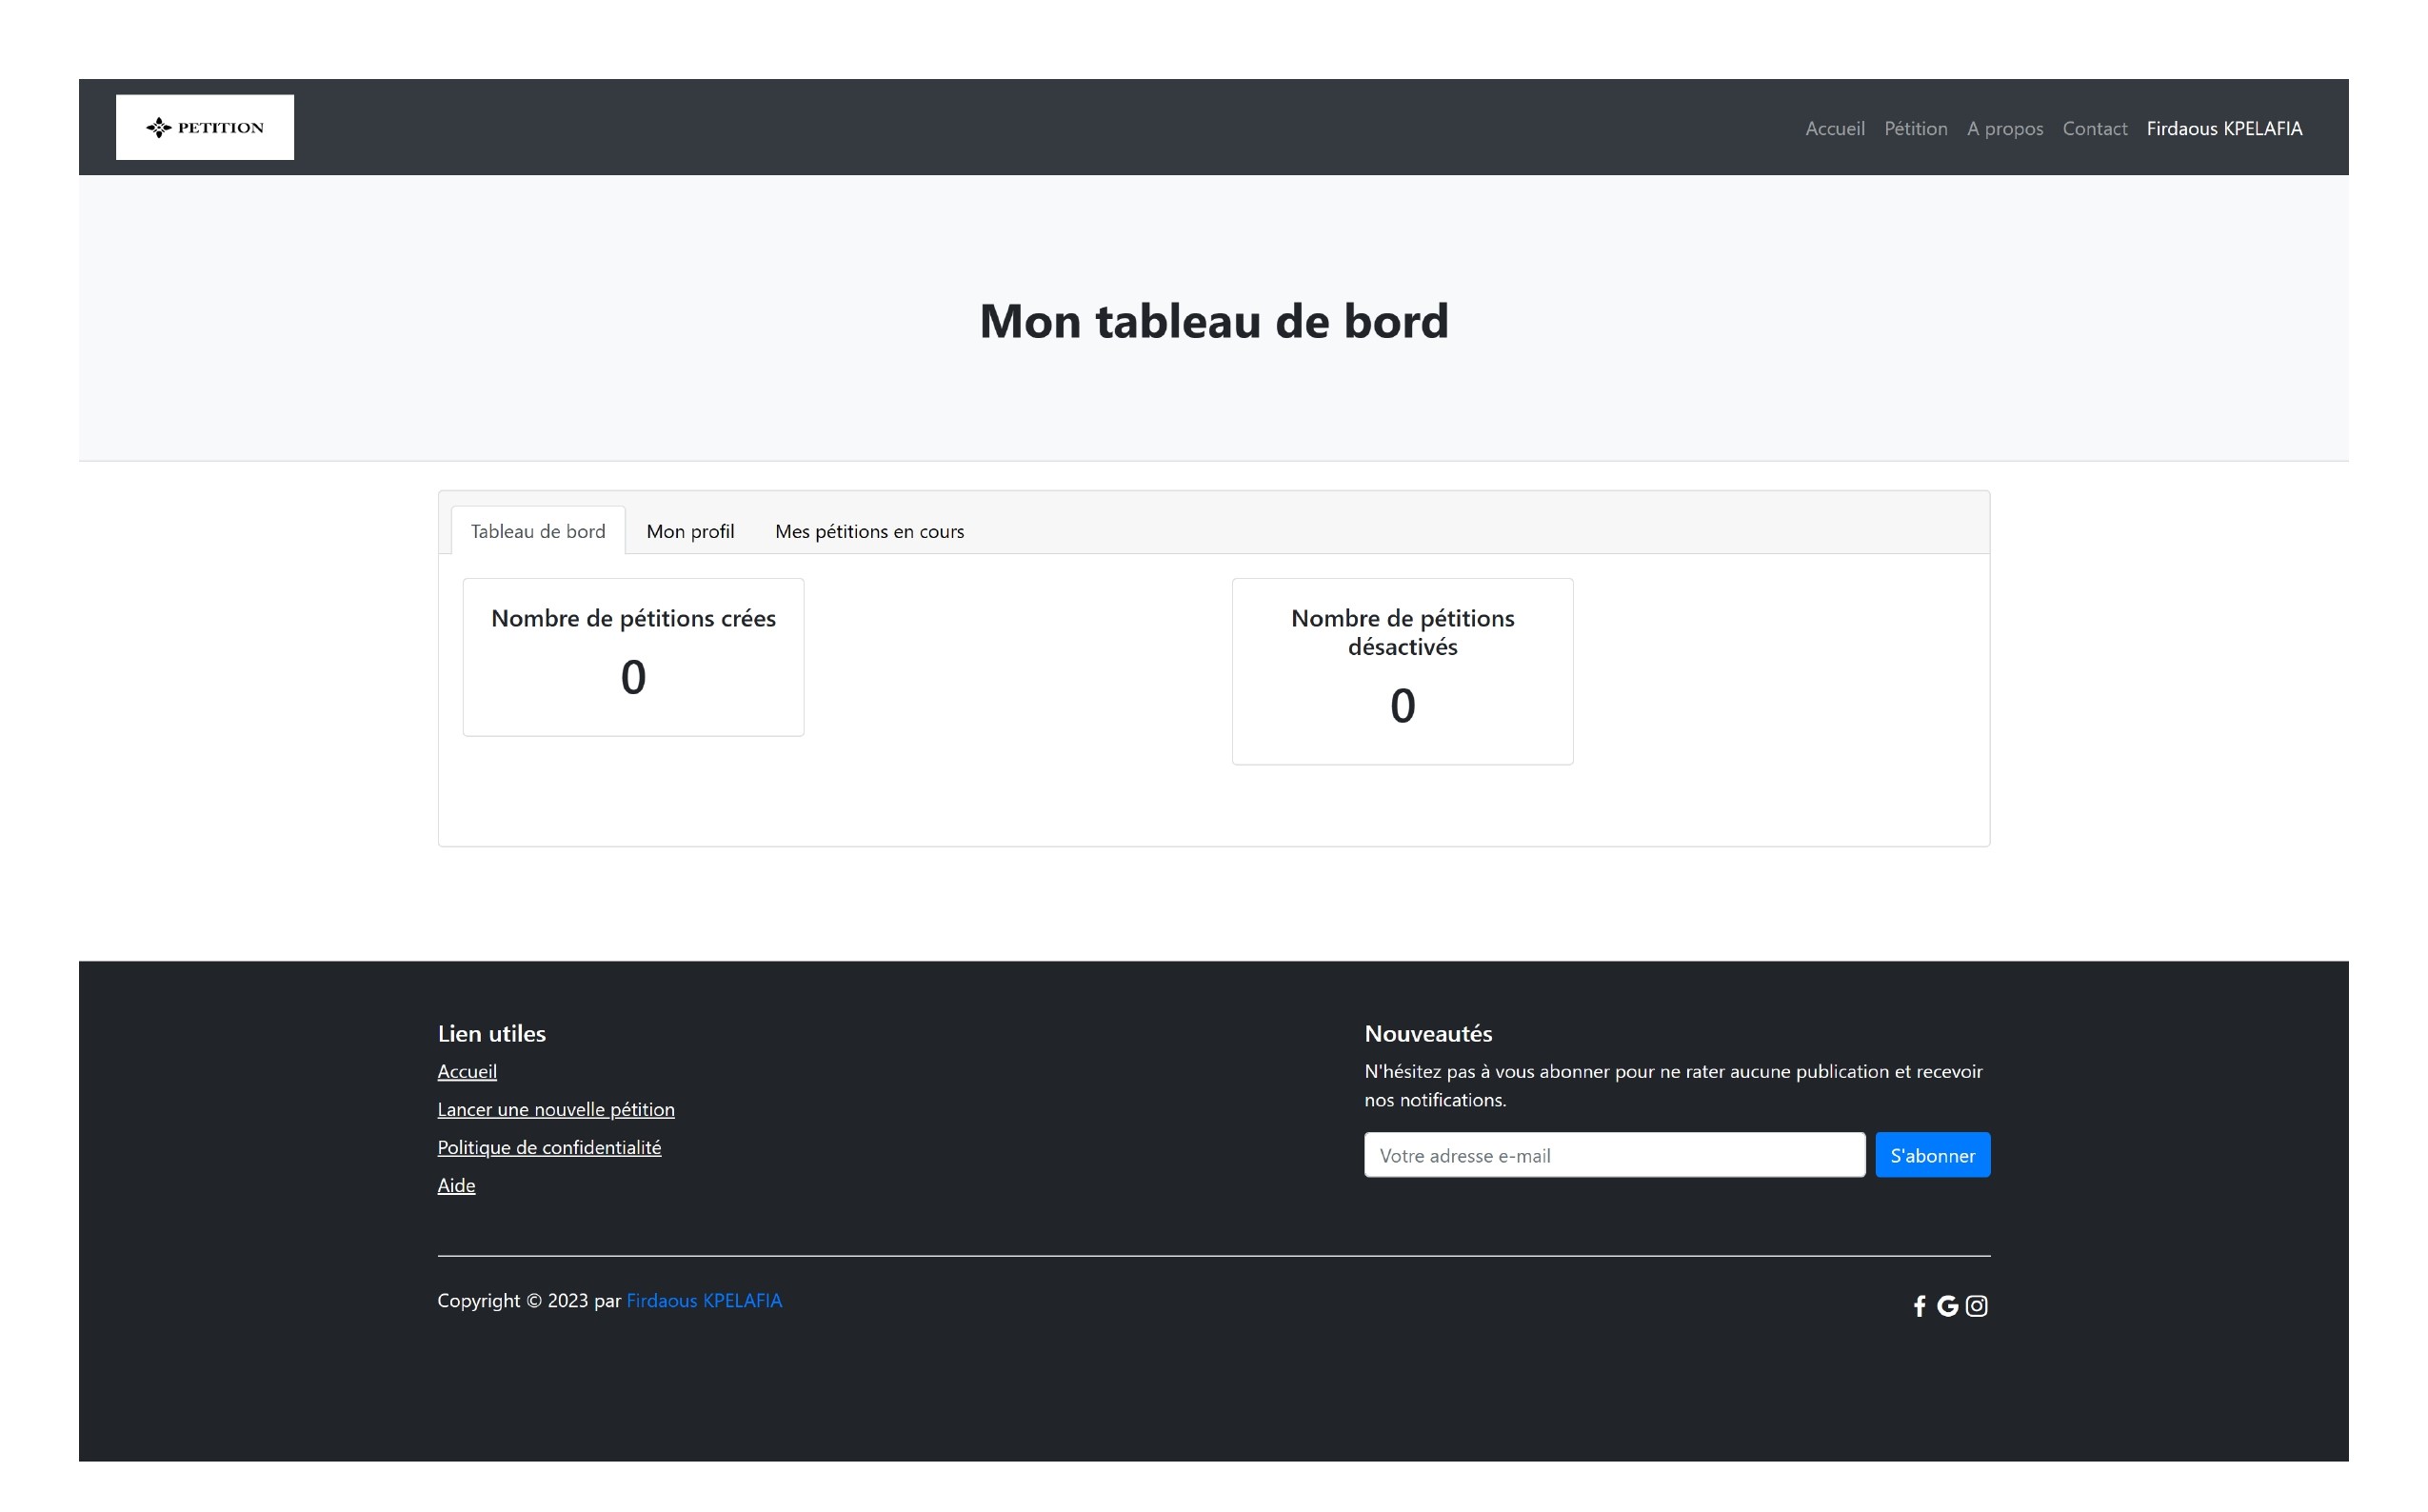 PETITION
Accueil Pétition A propos Contact Firdaous KPELAFIA
Mon tableau de bord
Tableau de bord Mon profil Mes pétitions en cours
Nombre de pétitions crées
0
Nombre de pétitions
désactivés
0
Lien utiles
Accueil
Lancer une nouvelle pétition
Politique de confidentialité
Aide
Nouveautés
N'hésitez pas à vous abonner pour ne rater aucune publication et recevoir
nos notifications.
Votre adresse e-mail S'abonner
Copyright © 2023 par Firdaous KPELAFIA